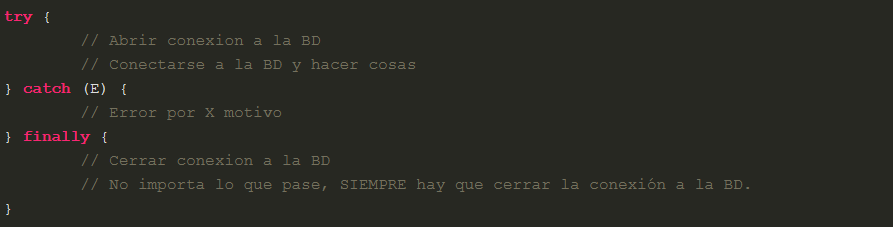 try {
// Abrir conexion a la BD
// Conectarse a la BD y hacer cosas
} catch (E) {
// Error por X motivo
} finally {
// Cerrar conexion a la BD
// No importa lo que pase, SIEMPRE hay que cerrar la conexión a la BD.
}